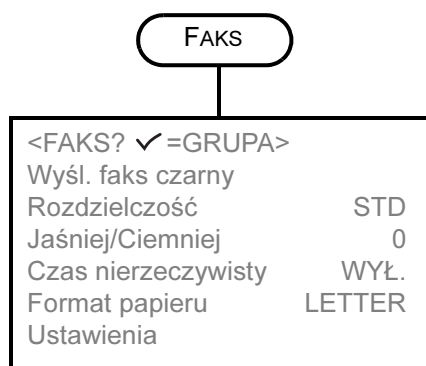 FAKS
<FAKS? ✓=GRUPA>
Wyśl. faks czarny
Rozdzielczość STD
Jaśniej/Ciemniej 0
Czas nierzeczywisty WYŁ.
Format papieru LETTER
Ustawienia